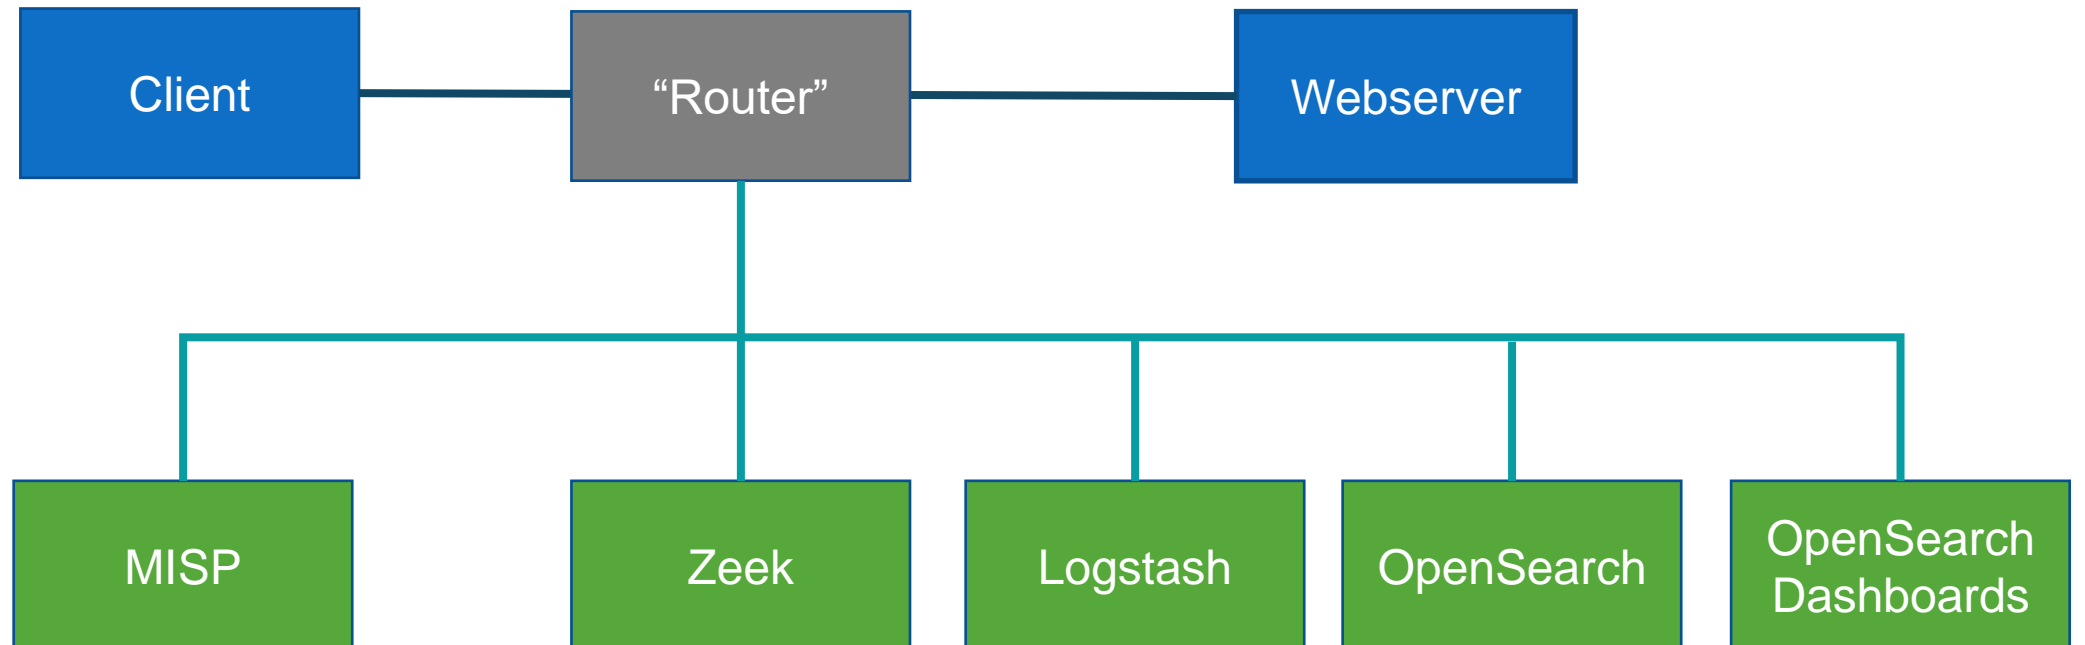 Client
“Router”
Webserver
MISP
Zeek
Logstash
OpenSearch
OpenSearch
Dashboards